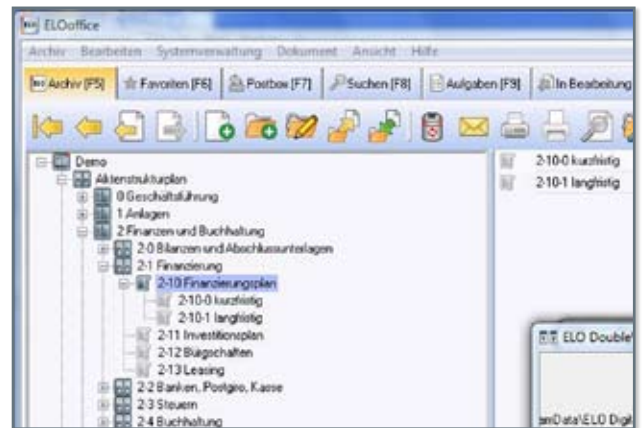 ELOoffice
Archiv Bearbeiten Systemverwaltung Dokument Ansicht Hilfe
Archiv [F5] Favoriten [F6] Postbox [F7] Suchen [F8] Aufgaben [F9] In Bearbeitung
Demo
Aktenstrukturplan
0 Geschäftsführung
1 Anlagen
2 Finanzen und Buchhaltung
2-0 Bilanzen und Abschlussunterlagen
2-1 Finanzierung
2-10 Finanzierungsplan
2-10-0 kurzfristig
2-10-1 langfristig
2-11 Investitionsplan
2-12 Bürgschaften
2-13 Leasing
2-2 Banken, Postgiro, Kasse
2-3 Steuern
2-4 Buchhaltung
2-10-0 kurzfristig
2-10-1 langfristig
ELO Double
amData\ELO Digi